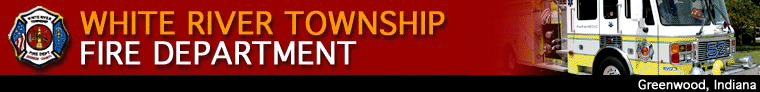 WHITE RIVER TOWNSHIP
FIRE DEPARTMENT
Greenwood, Indiana